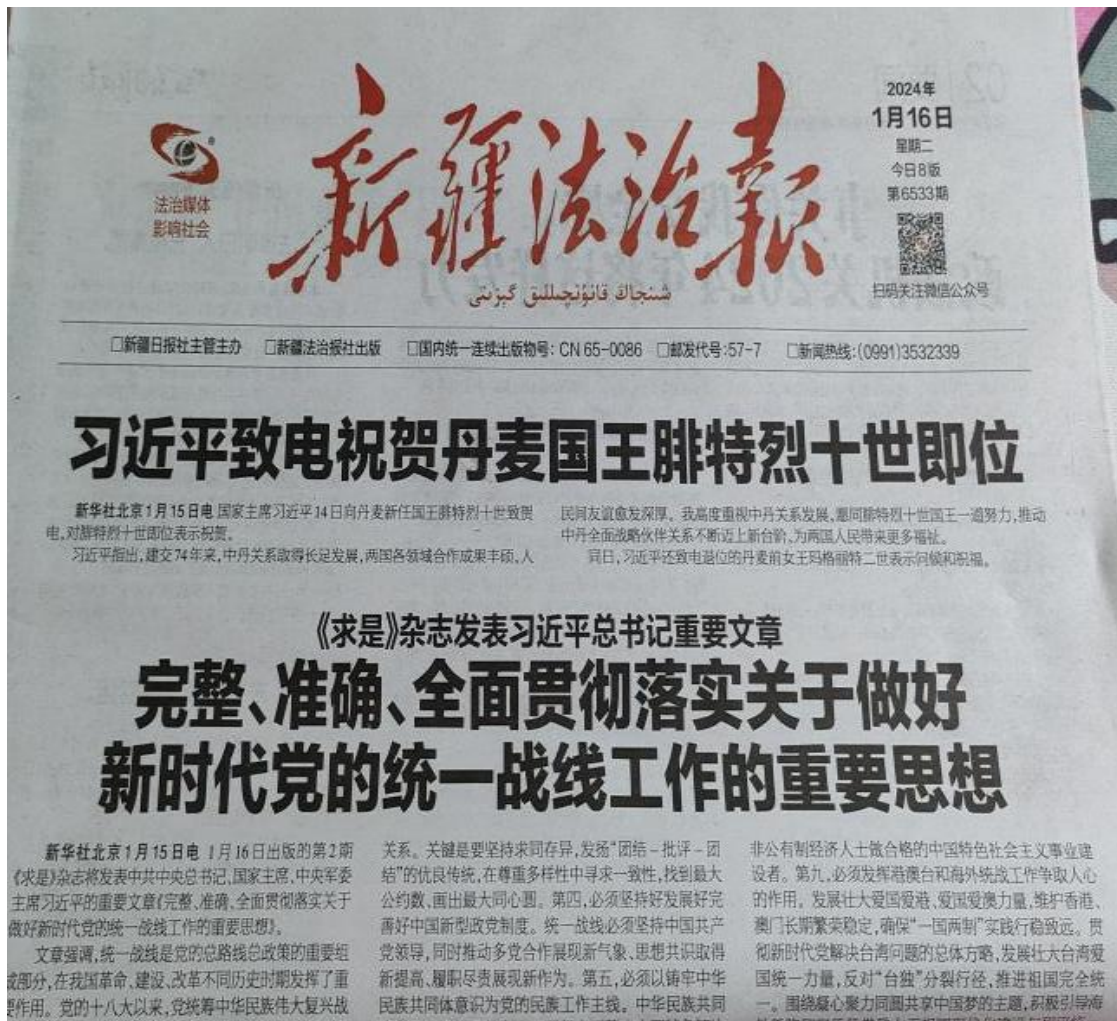 法治媒体
影响社会
新疆法治报
شىنجاڭ قانۇنچىلىق گېزىتى
2024年
1月16日
星期二
今日8版
第6533期
扫码关注微信公众号
□新疆日报社主管主办 □新疆法治报社出版 □国内统一连续出版物号：CN 65-0086 □邮发代号：57-7 □新闻热线：(0991)3532339
习近平致电祝贺丹麦国王腓特烈十世即位
新华社北京1月15日电 国家主席习近平14日向丹麦新任国王腓特烈十世致贺
电，对腓特烈十世即位表示祝贺。
习近平指出，建交74年来，中丹关系取得长足发展，两国各领域合作成果丰硕，人
民间友谊愈发深厚。我高度重视中丹关系发展，愿同腓特烈十世国王一道努力，推动
中丹全面战略伙伴关系不断迈上新台阶，为两国人民带来更多福祉。
同日，习近平还致电退位的丹麦前女王玛格丽特二世表示问候和祝福。
《求是》杂志发表习近平总书记重要文章
完整、准确、全面贯彻落实关于做好
新时代党的统一战线工作的重要思想
新华社北京1月15日电 1月16日出版的第2期
《求是》杂志将发表中共中央总书记、国家主席、中央军委
主席习近平的重要文章《完整、准确、全面贯彻落实关于
做好新时代党的统一战线工作的重要思想》。
文章强调，统一战线是党的总路线总政策的重要组
成部分，在我国革命、建设、改革不同历史时期发挥了重
要作用。党的十八大以来，党统筹中华民族伟大复兴战
关系。关键是要坚持求同存异，发扬“团结－批评－团
结”的优良传统，在尊重多样性中寻求一致性，找到最大
公约数、画出最大同心圆。第四，必须坚持好发展好完
善好中国新型政党制度。统一战线必须坚持中国共产
党领导，同时推动多党合作展现新气象、思想共识取得
新提高、履职尽责展现新作为。第五，必须以铸牢中华
民族共同体意识为党的民族工作主线。中华民族共同
非公有制经济人士做合格的中国特色社会主义事业建
设者。第九，必须发挥港澳台和海外统战工作争取人心
的作用。发展壮大爱国爱港、爱国爱澳力量，维护香港、
澳门长期繁荣稳定，确保“一国两制”实践行稳致远。贯
彻新时代党解决台湾问题的总体方略，发展壮大台湾爱
国统一力量，反对“台独”分裂行径，推进祖国完全统
一。围绕凝心聚力同圆共享中国梦的主题，积极引导海